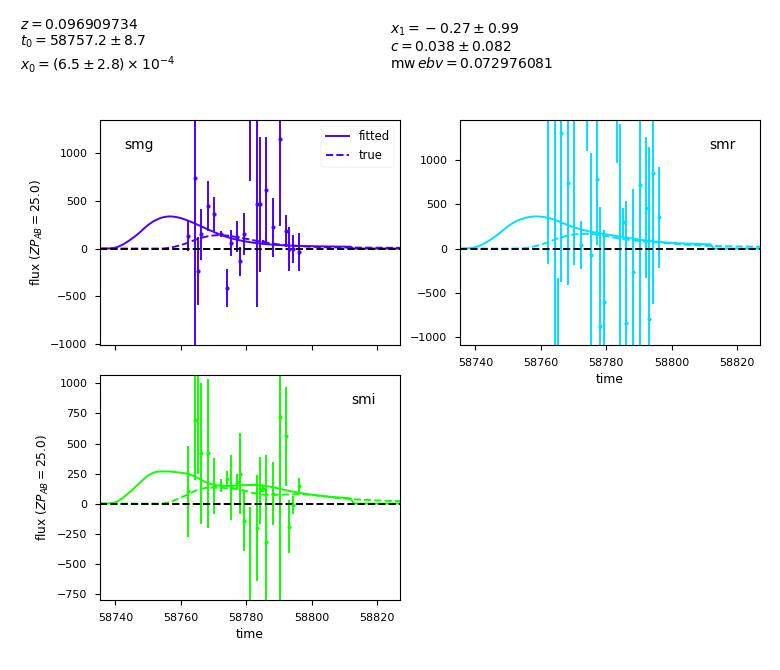 z = 0.096909734
t₀ = 58757.2 ± 8.7
x₀ = (6.5 ± 2.8) × 10⁻⁴
x₁ = −0.27 ± 0.99
c = 0.038 ± 0.082
mw ebv = 0.072976081
smg
fitted
true
1000
500
0
−500
−1000
flux (ZP_AB = 25.0)
smr
1000
500
0
−500
−1000
58740 58760 58780 58800 58820
time
smi
1000
750
500
250
0
−250
−500
−750
flux (ZP_AB = 25.0)
58740 58760 58780 58800 58820
time